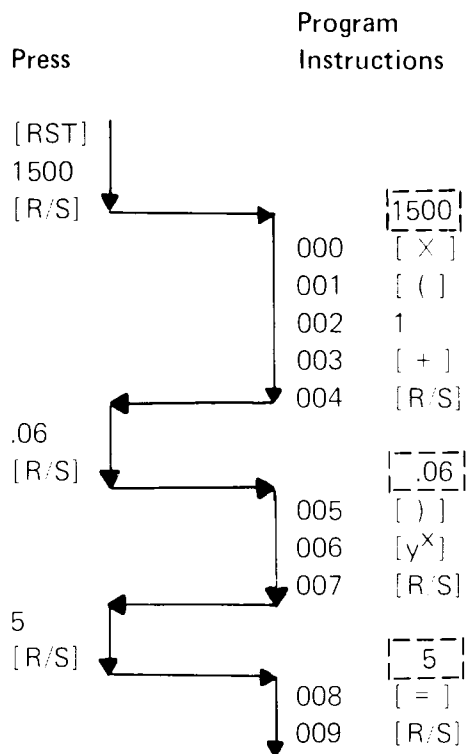 Program
Press Instructions
[RST]
1500
[R/S] 1500
000 [ X ]
001 [ ( ]
002 1
003 [ + ]
004 [R/S]
.06
[R/S] .06
005 [ ) ]
006 [yˣ]
007 [R/S]
5
[R/S] 5
008 [ = ]
009 [R/S]